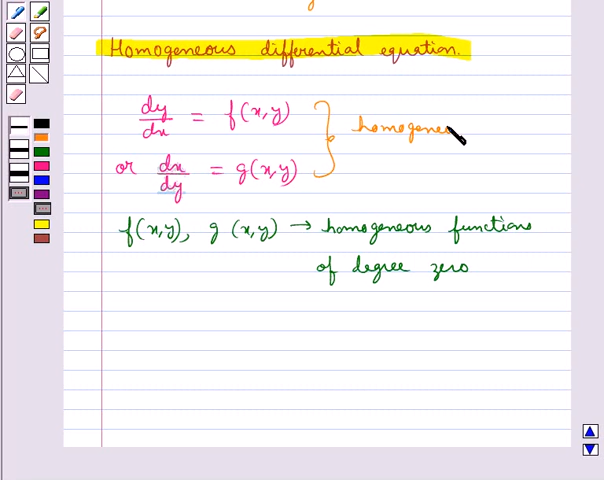 Homogeneous differential equation.
dy/dx = f(x,y)
homogene
or dx/dy = g(x,y)
f(x,y), g(x,y) → homogeneous functions
of degree zero